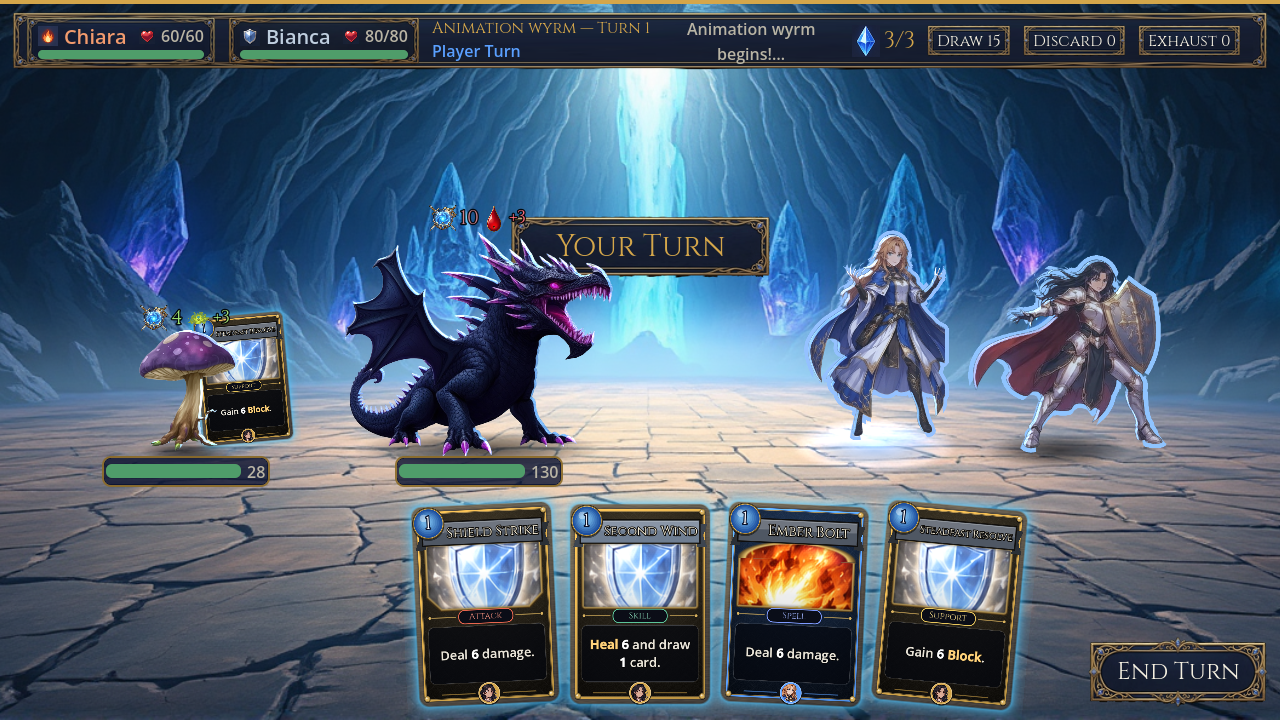 Chiara 60/60
Bianca 80/80
Animation wyrm — Turn 1
Player Turn
Animation wyrm
begins!...
3/3
Draw 15
Discard 0
Exhaust 0
10 +3
Your Turn
4 +3
Support
Gain 6 Block.
28
130
1 Shield Strike
Attack
Deal 6 damage.
1 Second Wind
Skill
Heal 6 and draw
1 card.
1 Ember Bolt
Spell
Deal 6 damage.
1 Steadfast Resolve
Support
Gain 6 Block.
End Turn